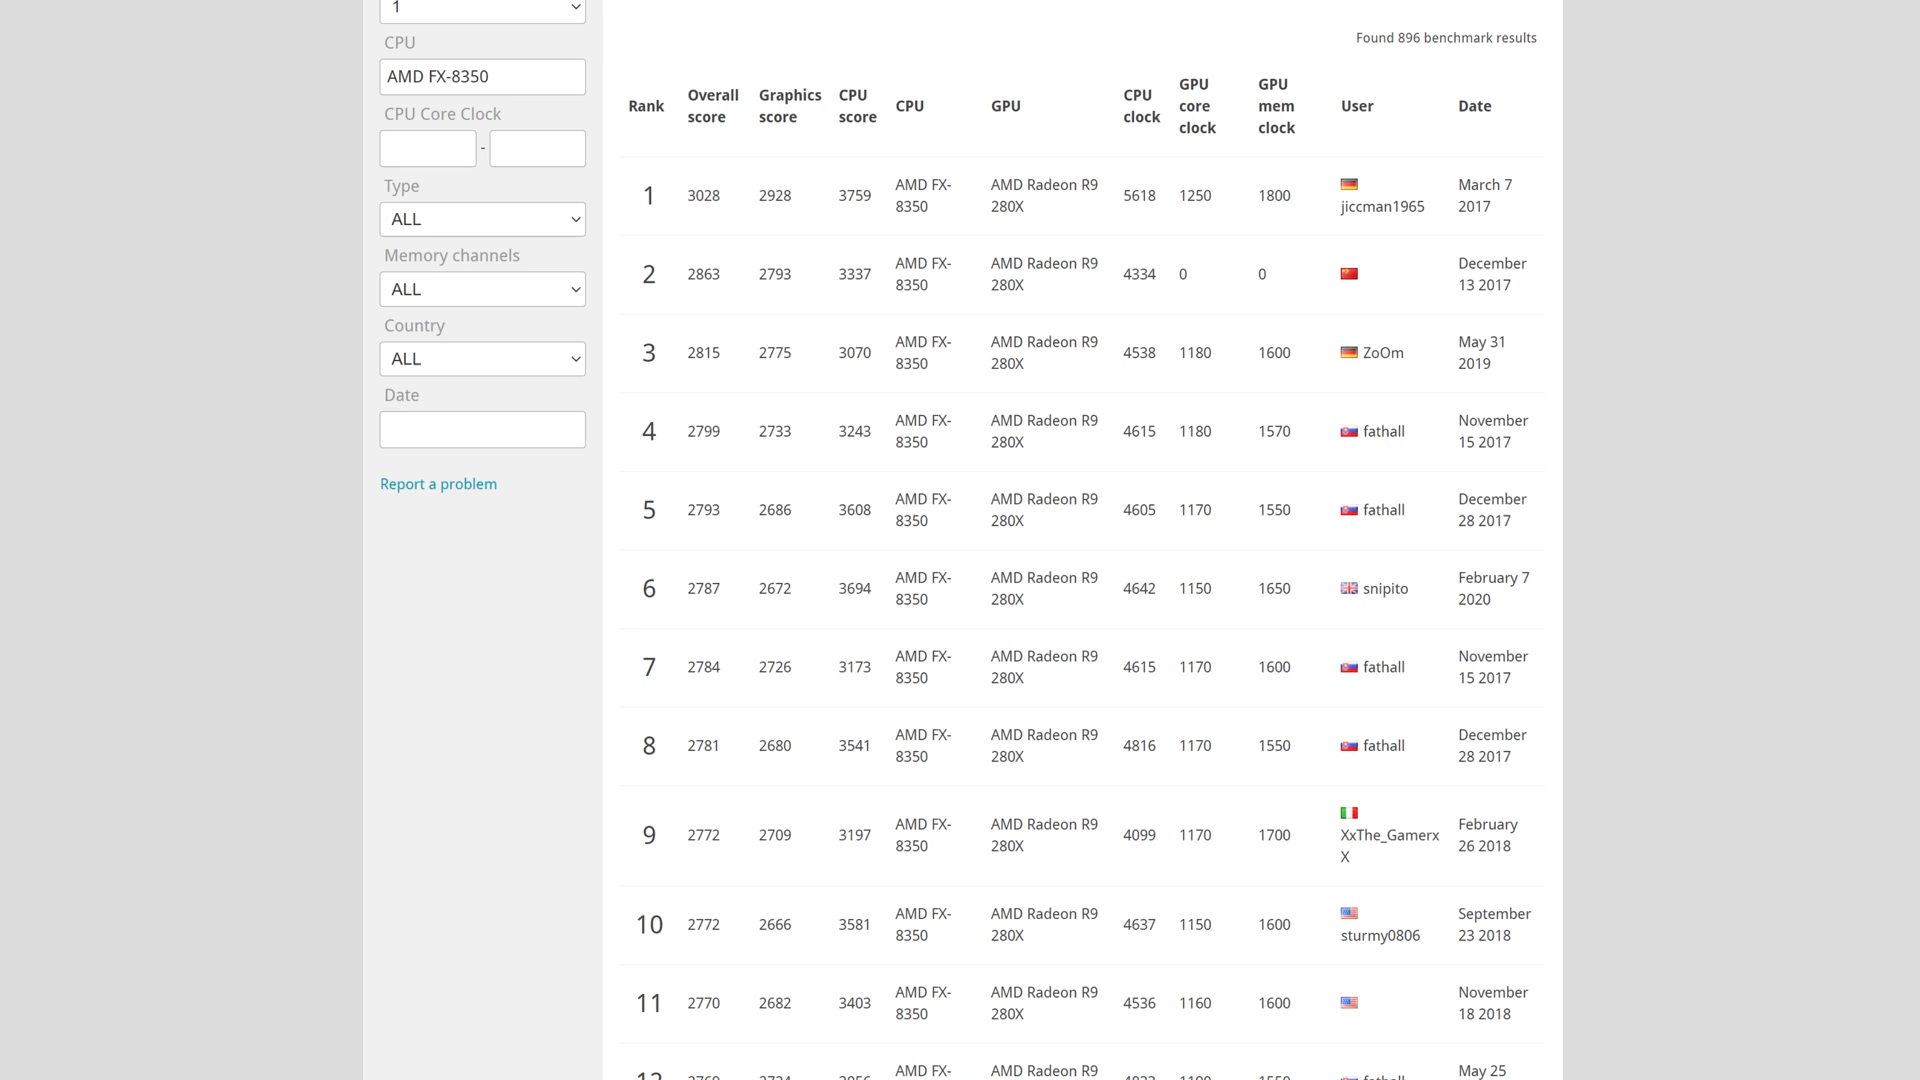 1
CPU
AMD FX-8350
CPU Core Clock
-
Type
ALL
Memory channels
ALL
Country
ALL
Date
Report a problem
Found 896 benchmark results
Rank Overall score Graphics score CPU score CPU GPU CPU clock GPU core clock GPU mem clock User Date
1 3028 2928 3759 AMD FX-8350 AMD Radeon R9 280X 5618 1250 1800 jiccman1965 March 7 2017
2 2863 2793 3337 AMD FX-8350 AMD Radeon R9 280X 4334 0 0 December 13 2017
3 2815 2775 3070 AMD FX-8350 AMD Radeon R9 280X 4538 1180 1600 ZoOm May 31 2019
4 2799 2733 3243 AMD FX-8350 AMD Radeon R9 280X 4615 1180 1570 fathall November 15 2017
5 2793 2686 3608 AMD FX-8350 AMD Radeon R9 280X 4605 1170 1550 fathall December 28 2017
6 2787 2672 3694 AMD FX-8350 AMD Radeon R9 280X 4642 1150 1650 snipito February 7 2020
7 2784 2726 3173 AMD FX-8350 AMD Radeon R9 280X 4615 1170 1600 fathall November 15 2017
8 2781 2680 3541 AMD FX-8350 AMD Radeon R9 280X 4816 1170 1550 fathall December 28 2017
9 2772 2709 3197 AMD FX-8350 AMD Radeon R9 280X 4099 1170 1700 XxThe_GamerxX February 26 2018
10 2772 2666 3581 AMD FX-8350 AMD Radeon R9 280X 4637 1150 1600 sturmy0806 September 23 2018
11 2770 2682 3403 AMD FX-8350 AMD Radeon R9 280X 4536 1160 1600 November 18 2018
AMD FX- AMD Radeon R9 May 25